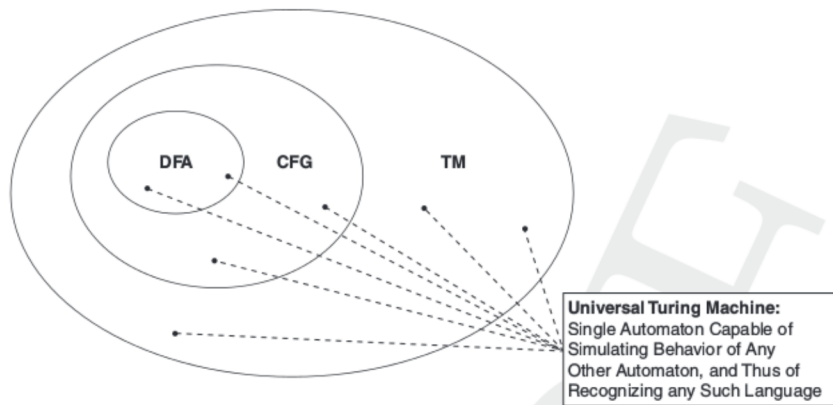 DFA
CFG
TM
Universal Turing Machine:
Single Automaton Capable of
Simulating Behavior of Any
Other Automaton, and Thus of
Recognizing any Such Language